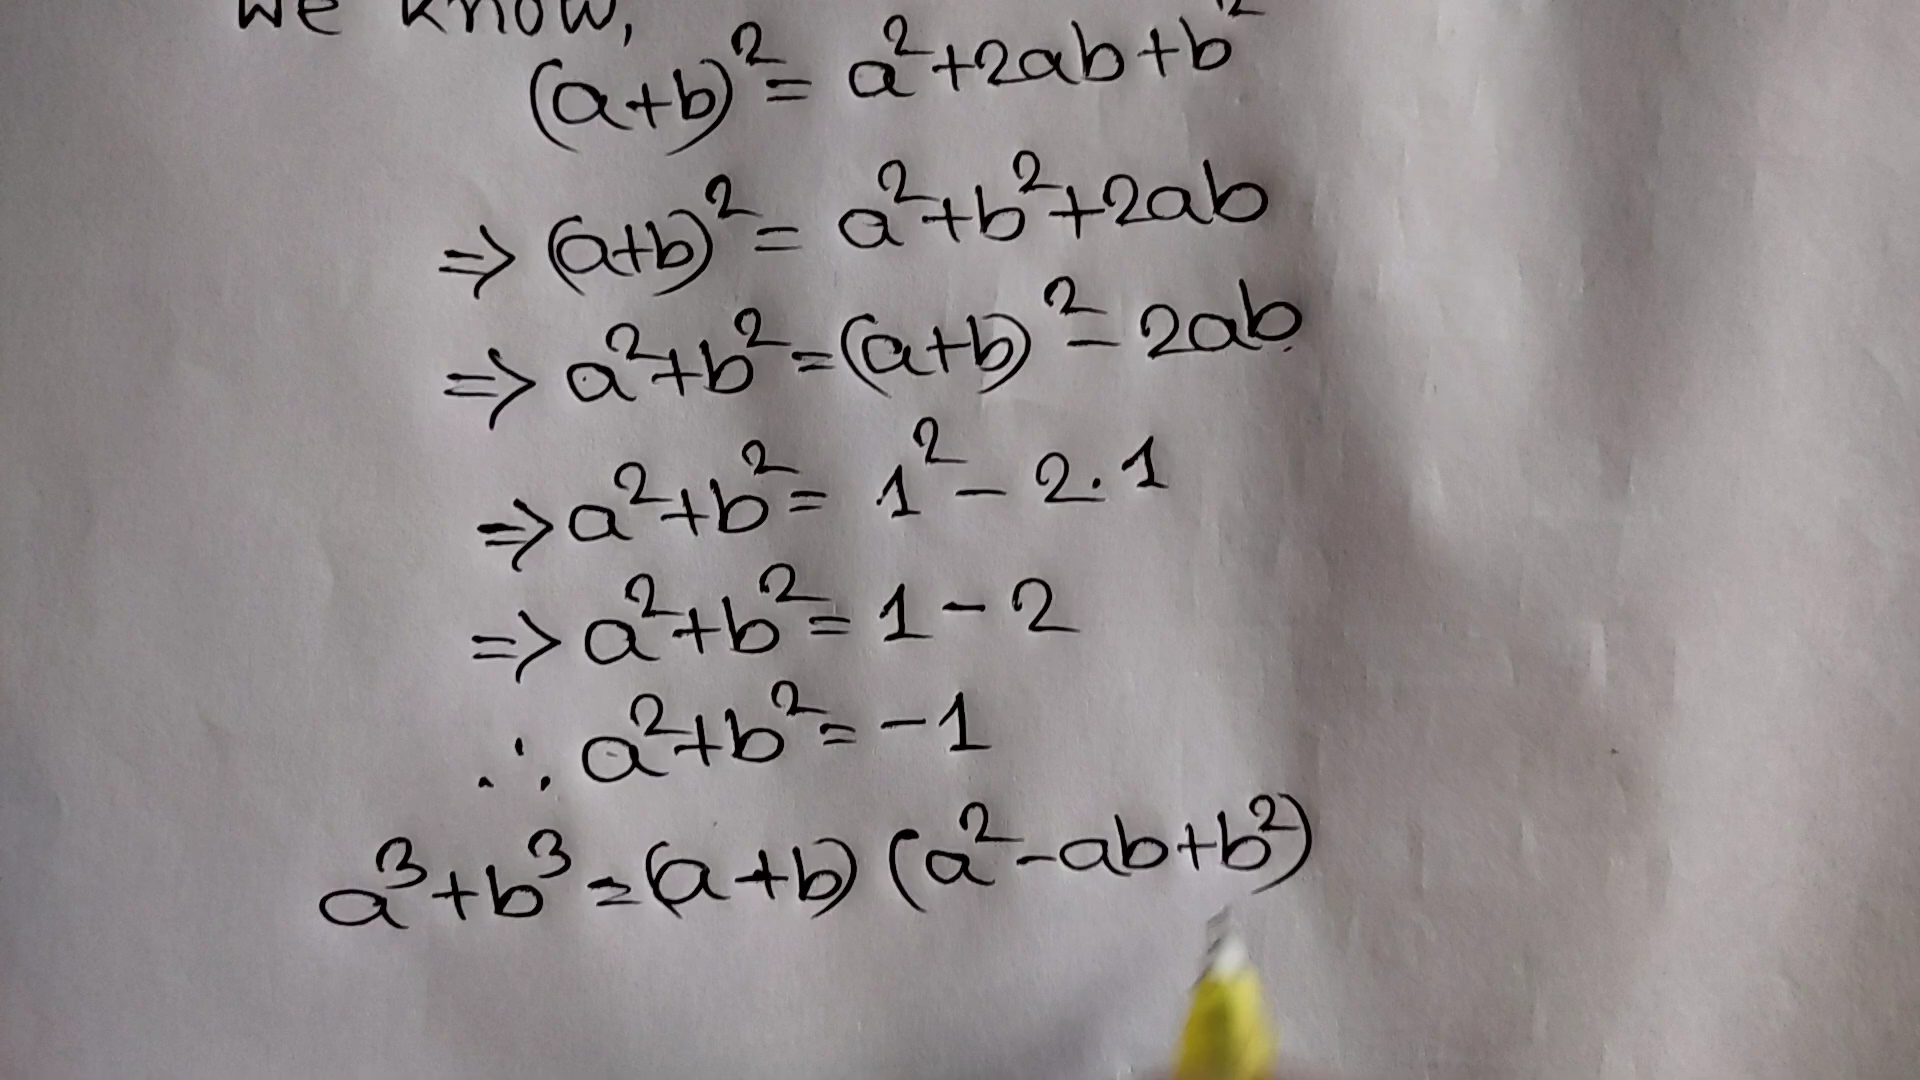 We know,
(a+b)²= a²+2ab+b²
⇒ (a+b)²= a²+b²+2ab
⇒ a²+b²=(a+b)²-2ab
⇒ a²+b²= 1²- 2.1
⇒ a²+b²= 1-2
∴ a²+b²= -1
a³+b³=(a+b)(a²-ab+b²)